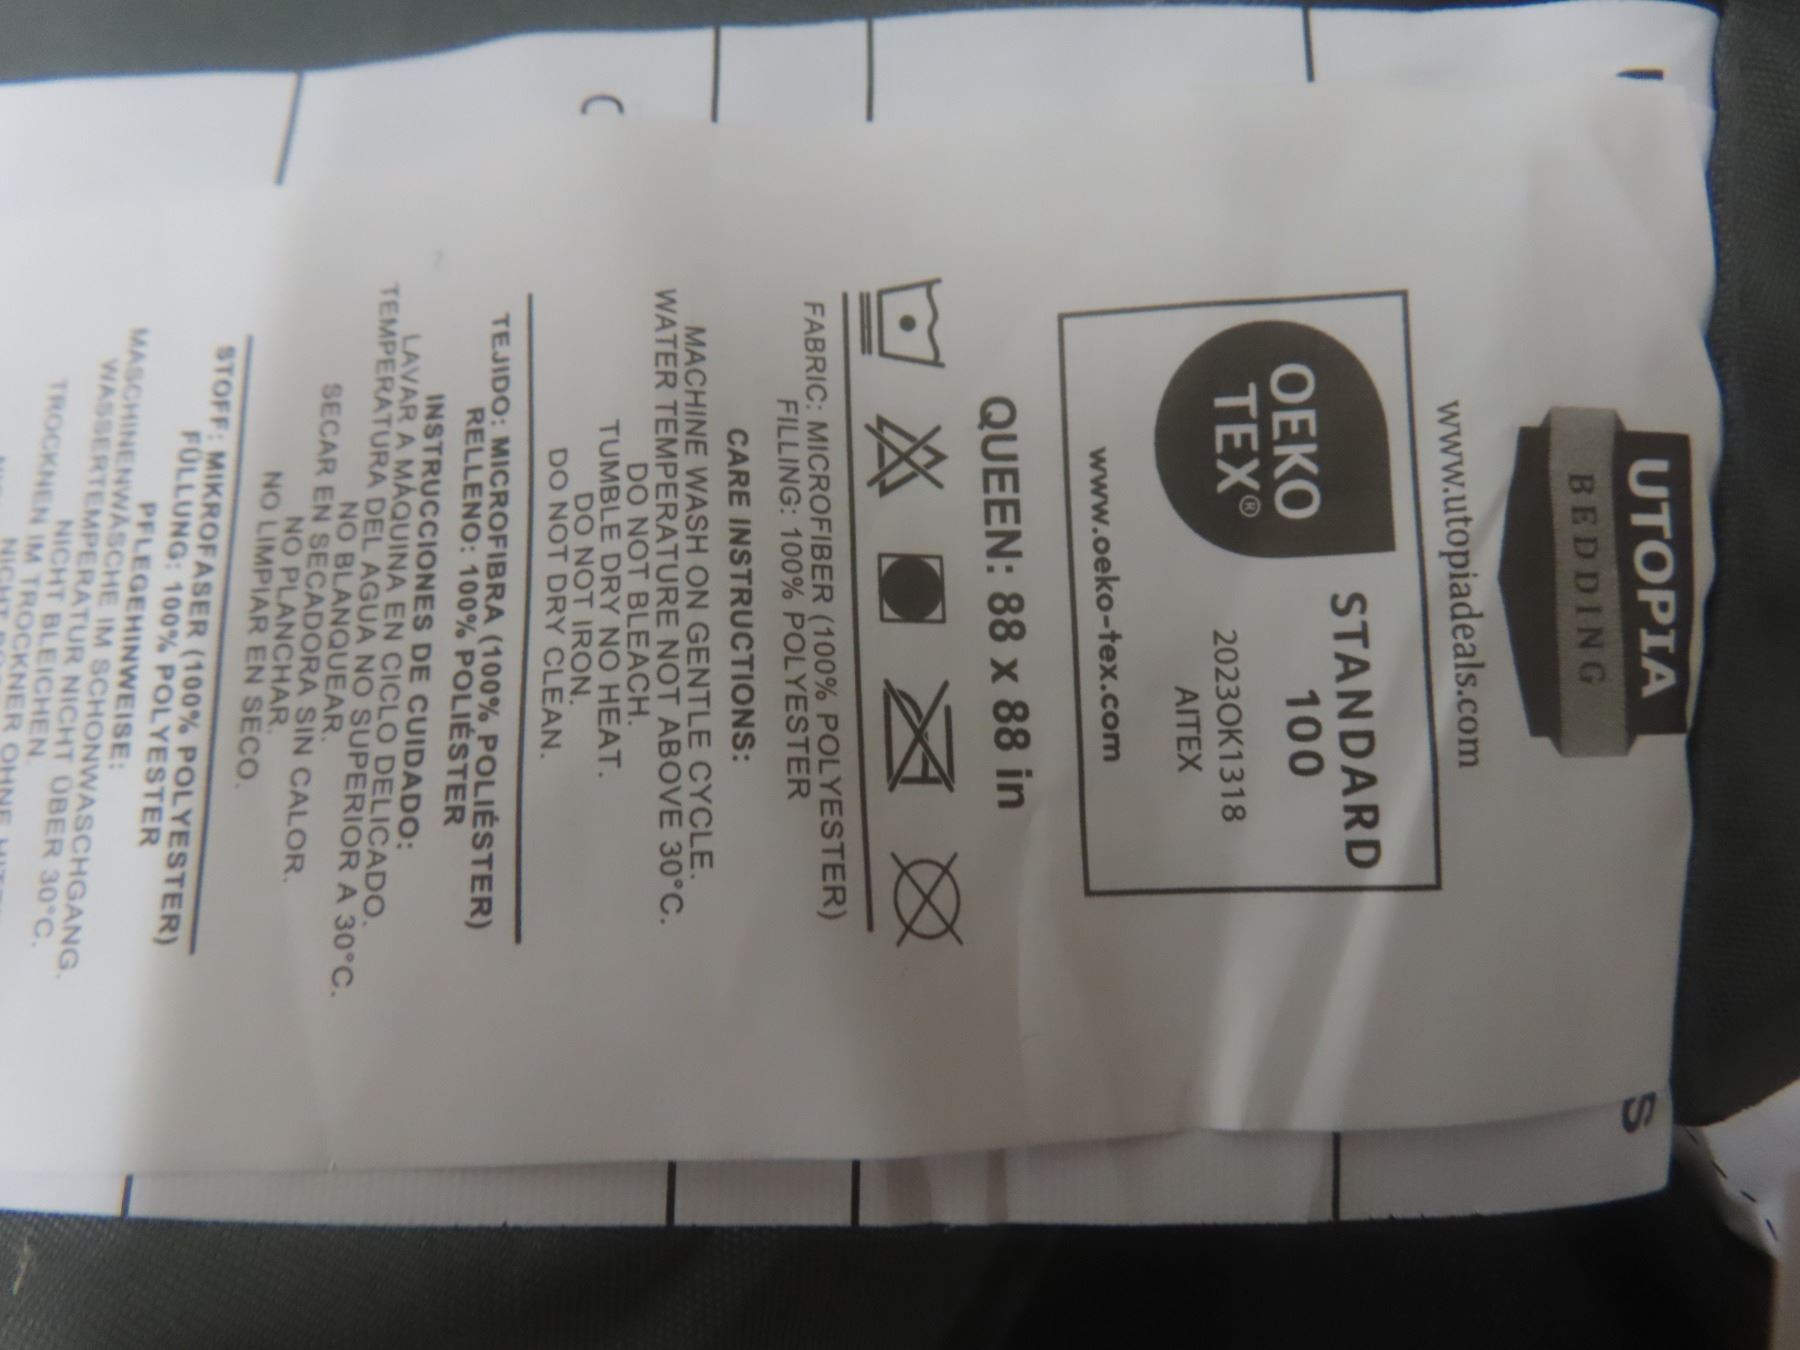 UTOPIA
BEDDING
www.utopiadeals.com
OEKO
TEX®
STANDARD
100
2023OK1318
AITEX
www.oeko-tex.com
QUEEN: 88 x 88 in
FABRIC: MICROFIBER (100% POLYESTER)
FILLING: 100% POLYESTER
CARE INSTRUCTIONS:
MACHINE WASH ON GENTLE CYCLE.
WATER TEMPERATURE NOT ABOVE 30°C.
DO NOT BLEACH.
TUMBLE DRY NO HEAT.
DO NOT IRON.
DO NOT DRY CLEAN.
TEJIDO: MICROFIBRA (100% POLIÉSTER)
RELLENO: 100% POLIÉSTER
INSTRUCCIONES DE CUIDADO:
LAVAR A MÁQUINA EN CICLO DELICADO.
TEMPERATURA DEL AGUA NO SUPERIOR A 30°C.
NO BLANQUEAR.
SECAR EN SECADORA SIN CALOR.
NO PLANCHAR.
NO LIMPIAR EN SECO.
STOFF: MIKROFASER (100% POLYESTER)
FÜLLUNG: 100% POLYESTER
PFLEGEHINWEISE:
MASCHINENWÄSCHE IM SCHONWASCHGANG.
WASSERTEMPERATUR NICHT ÜBER 30°C.
NICHT BLEICHEN.
TROCKNEN IM TROCKNER OHNE
NICHT
S